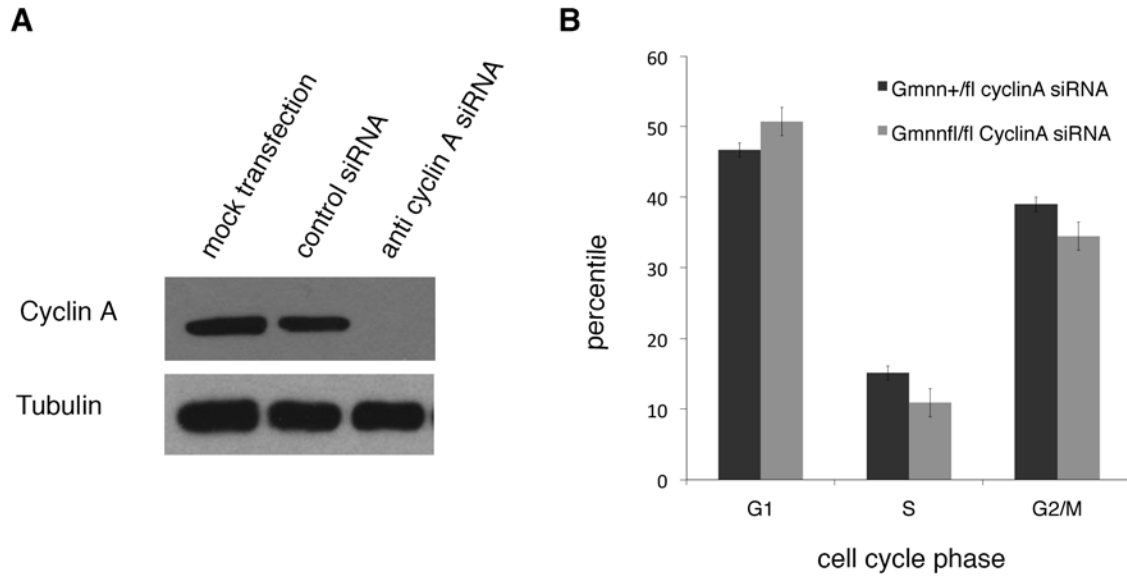 A
mock transfection
control siRNA
anti cyclin A siRNA
Cyclin A
Tubulin
B
60
50
40
30
20
10
0
percentile
Gmnn+/fl cyclinA siRNA
Gmnnfl/fl CyclinA siRNA
G1
S
G2/M
cell cycle phase